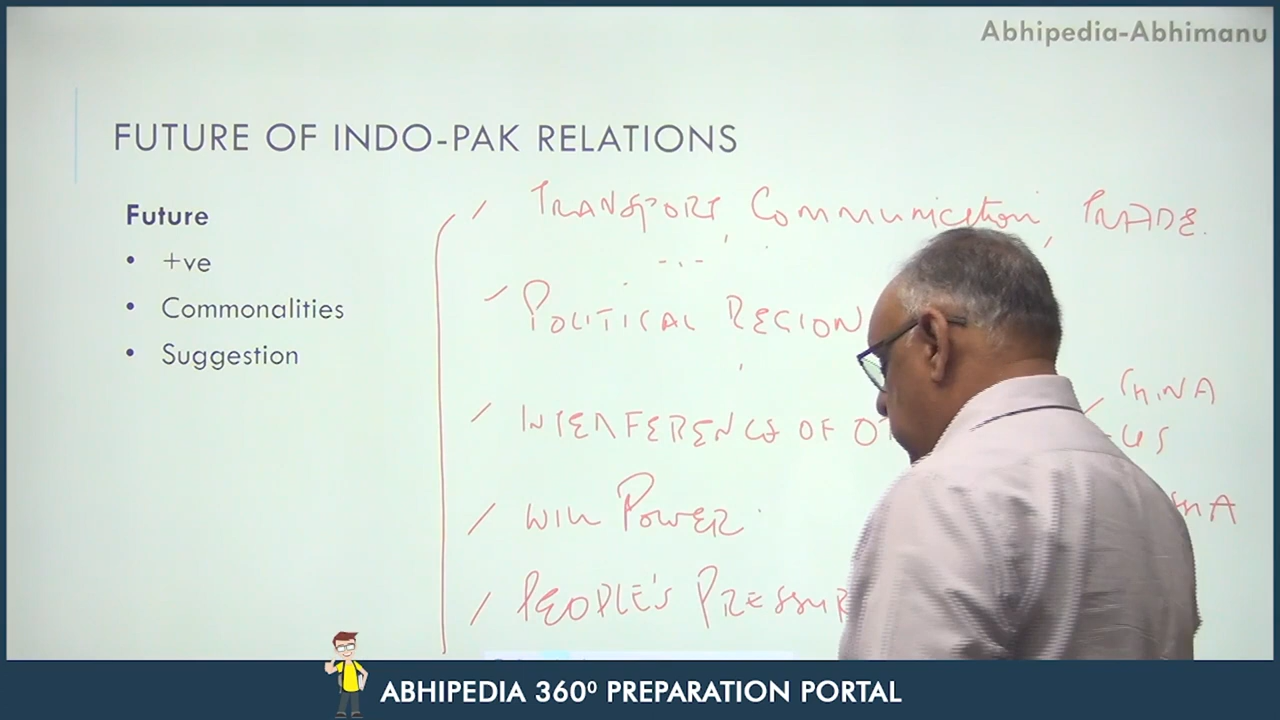 Abhipedia-Abhimanu
FUTURE OF INDO-PAK RELATIONS
Future
• +ve
• Commonalities
• Suggestion
TRANSPORT, Communication, TRADE.
POLITICAL REGION
INTERFERENCE OF
CHINA
US
WILL POWER
PEOPLE'S
ABHIPEDIA 360⁰ PREPARATION PORTAL